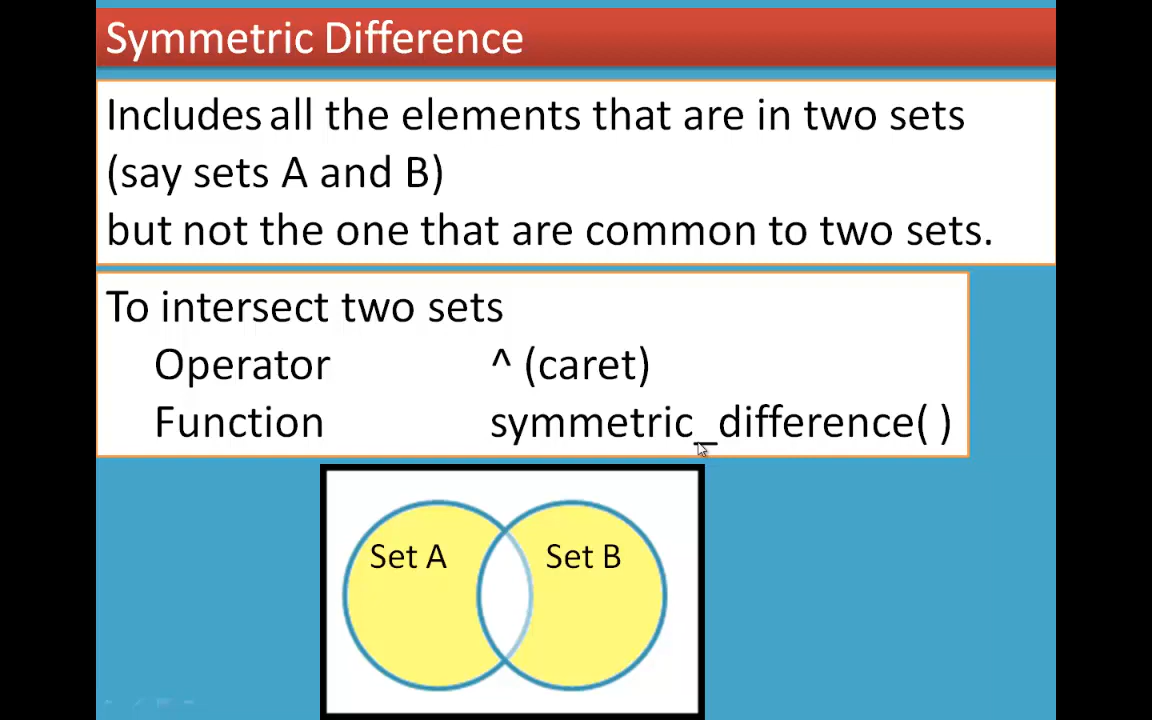 Symmetric Difference
Includes all the elements that are in two sets
(say sets A and B)
but not the one that are common to two sets.
To intersect two sets
Operator ^ (caret)
Function symmetric_difference( )
Set A Set B